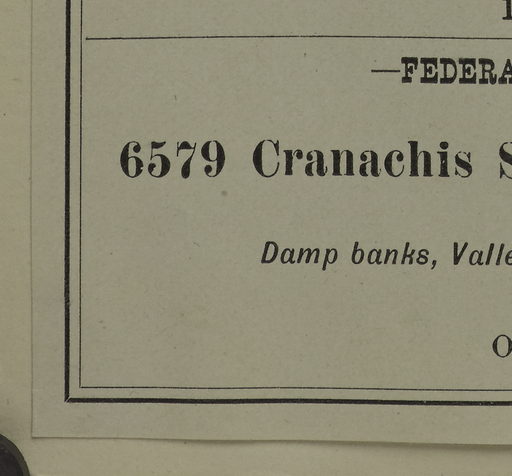 —FEDERA
6579 Cranachis S
Damp banks, Valle
O